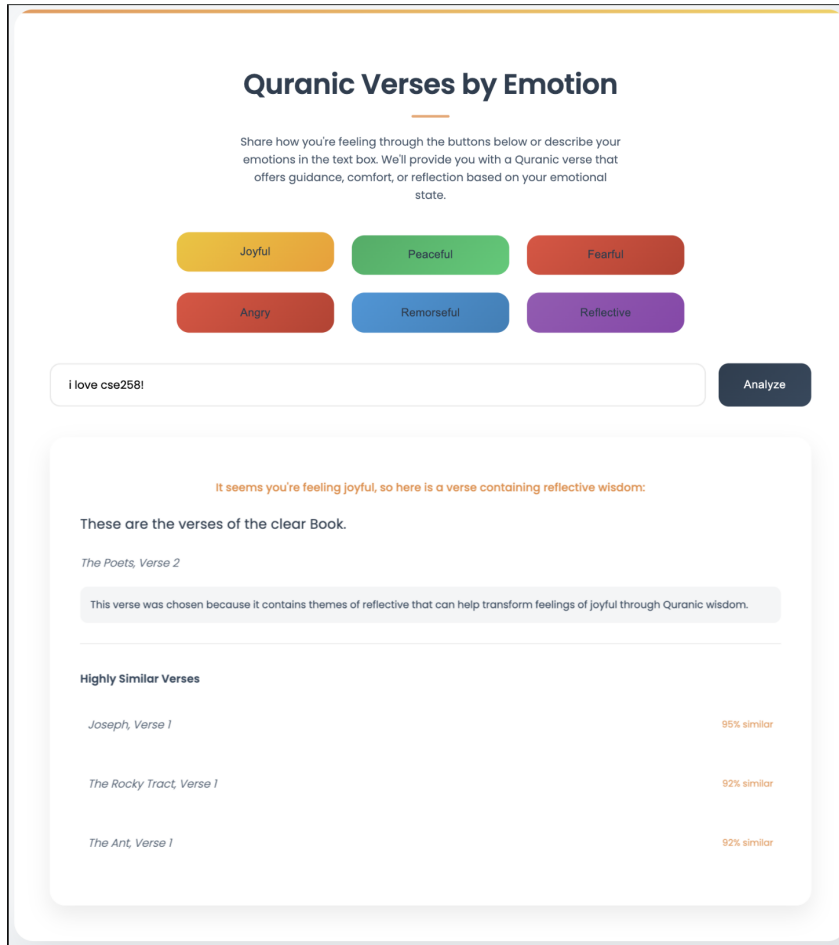 Quranic Verses by Emotion
Share how you're feeling through the buttons below or describe your
emotions in the text box. We'll provide you with a Quranic verse that
offers guidance, comfort, or reflection based on your emotional
state.
Joyful
Peaceful
Fearful
Angry
Remorseful
Reflective
i love cse258!
Analyze
It seems you're feeling joyful, so here is a verse containing reflective wisdom:
These are the verses of the clear Book.
The Poets, Verse 2
This verse was chosen because it contains themes of reflective that can help transform feelings of joyful through Quranic wisdom.
Highly Similar Verses
Joseph, Verse 1
95% similar
The Rocky Tract, Verse 1
92% similar
The Ant, Verse 1
92% similar